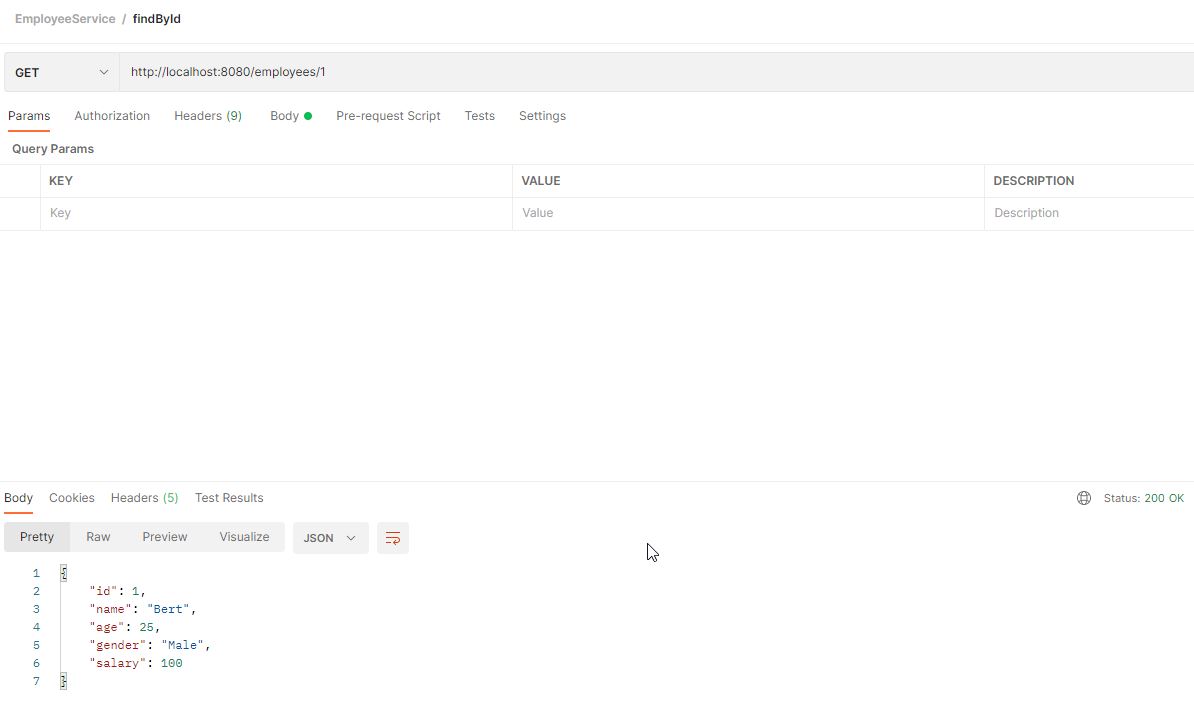 EmployeeService / findById
GET http://localhost:8080/employees/1
Params Authorization Headers (9) Body Pre-request Script Tests Settings
Query Params
KEY VALUE DESCRIPTION
Key Value Description
Body Cookies Headers (5) Test Results Status: 200 OK
Pretty Raw Preview Visualize JSON
1 {
2 "id": 1,
3 "name": "Bert",
4 "age": 25,
5 "gender": "Male",
6 "salary": 100
7 }